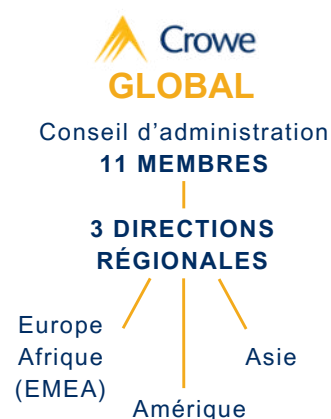 Crowe
GLOBAL
Conseil d’administration
11 MEMBRES
3 DIRECTIONS
RÉGIONALES
Europe
Afrique
(EMEA)
Amérique
Asie